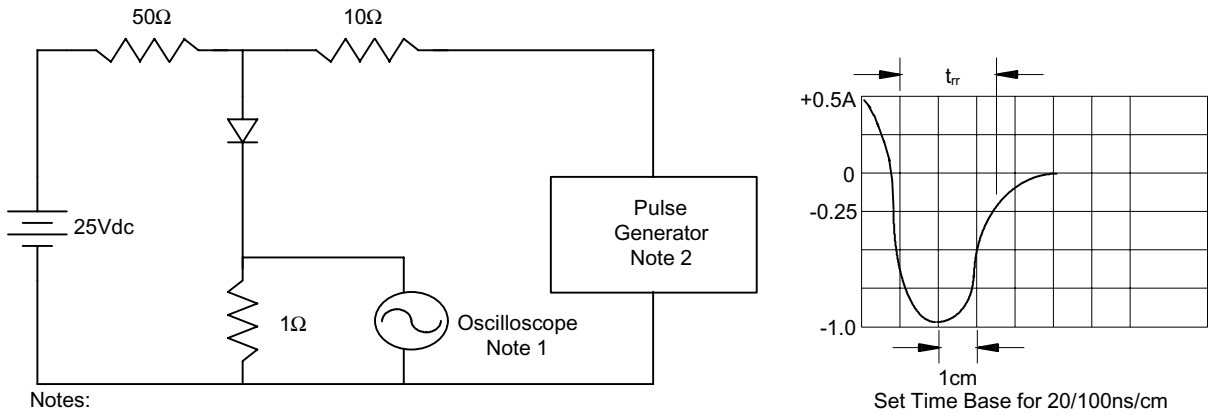 50Ω
10Ω
25Vdc
1Ω
Oscilloscope
Note 1
Pulse
Generator
Note 2
Notes:
trr
+0.5A
0
-0.25
-1.0
1cm
Set Time Base for 20/100ns/cm